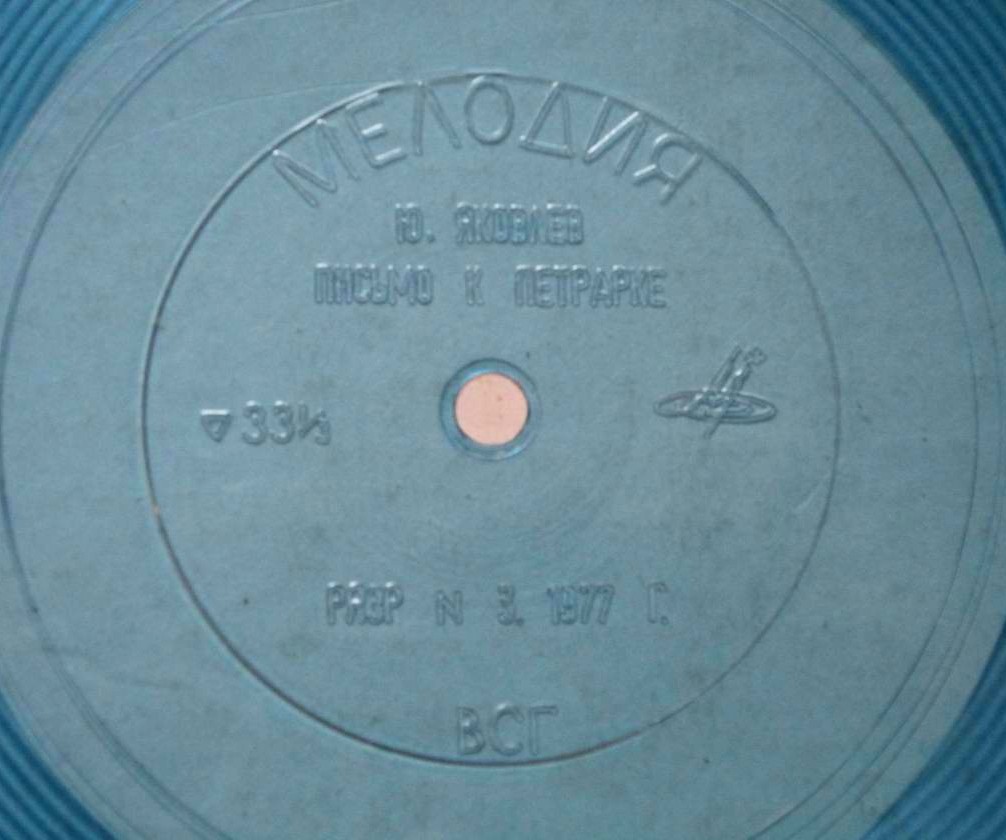 МЕЛОДИЯ
Ю. ЯКОВЛЕВ
ПИСЬМО К ПЕТРАРКЕ
▽ 33⅓
РАЗР N 3. 1977 Г.
ВСГ